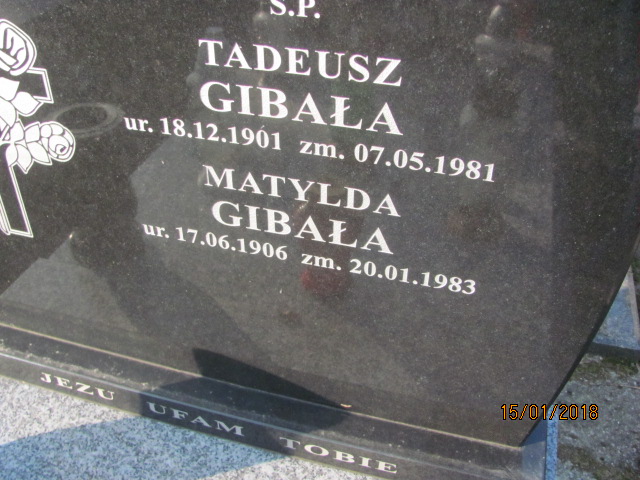 S.P.
TADEUSZ
GIBAŁA
ur. 18.12.1901 zm. 07.05.1981
MATYLDA
GIBAŁA
ur. 17.06.1906 zm. 20.01.1983
JEZU UFAM TOBIE
15/01/2018